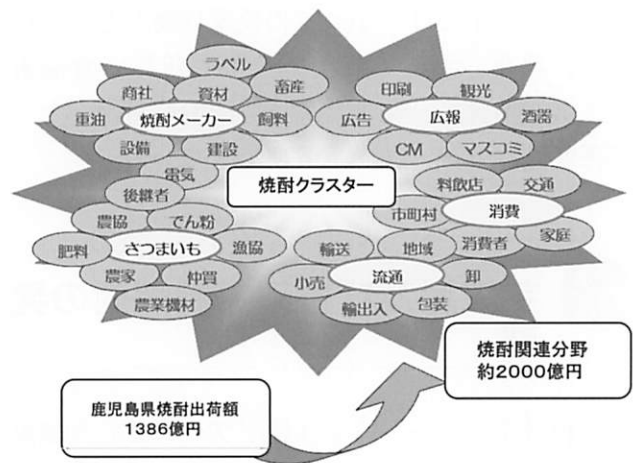 ラベル
商社
資材
畜産
重油
焼酎メーカー
飼料
設備
建設
電気
印刷
観光
広告
広報
酒器
CM
マスコミ
焼酎クラスター
後継者
農協
でん粉
肥料
さつまいも
漁協
農家
仲買
農業機材
料飲店
交通
市町村
消費
消費者
家庭
輸送
地域
小売
流通
卸
輸出入
包装
焼酎関連分野
約2000億円
鹿児島県焼酎出荷額
1386億円